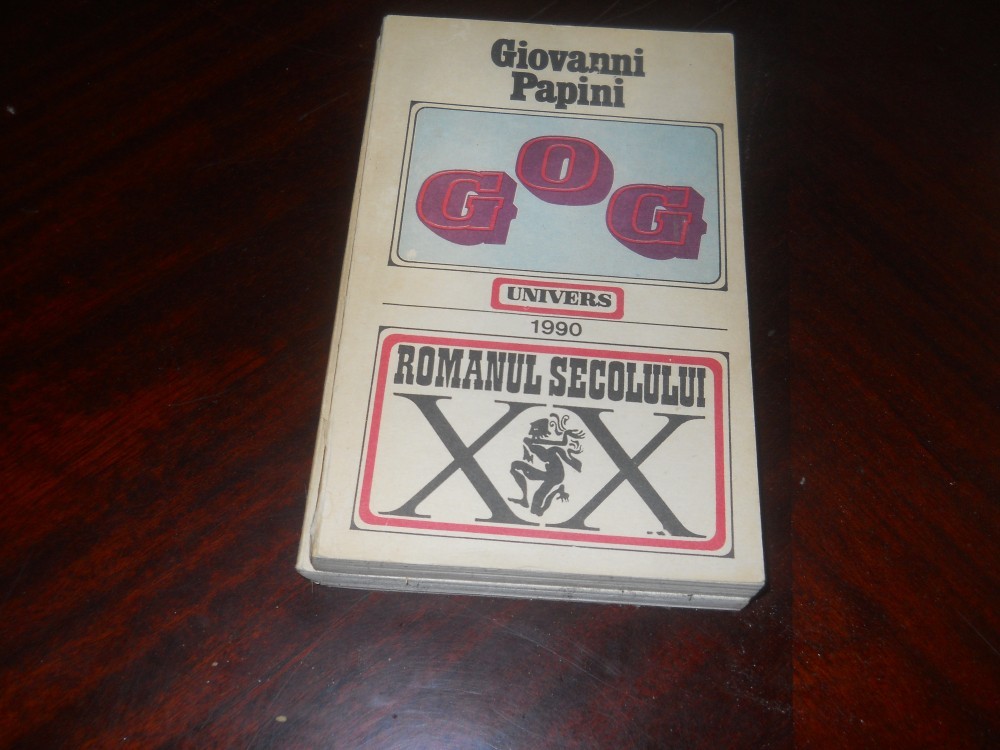 Giovanni
Papini
GOG
UNIVERS
1990
ROMANUL SECOLULUI
XX